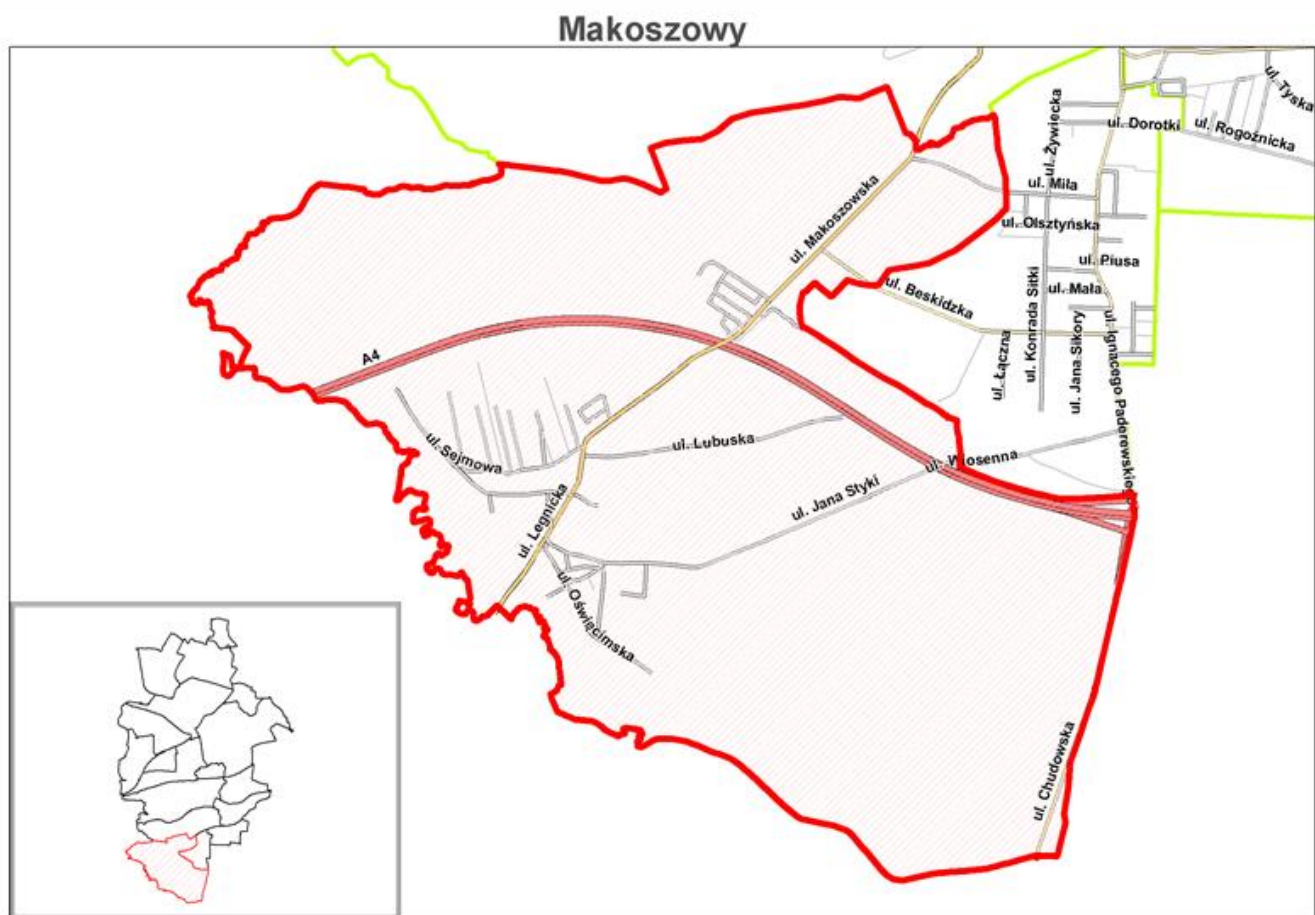 Makoszowy
ul. Tyska
ul. Żywiecka
ul. Dorotki
ul. Rogoźnicka
ul. Miła
ul. Makoszowska
ul. Olsztyńska
ul. Piusa
ul. Beskidzka
ul. Konrada Sitki
ul. Mała
ul. Łączna
ul. Jana Sikory
ul. Ignacego Paderewskiego
A4
ul. Sejmowa
ul. Lubuska
ul. Wiosenna
ul. Legnicka
ul. Jana Styki
ul. Oświęcimska
ul. Chudowska